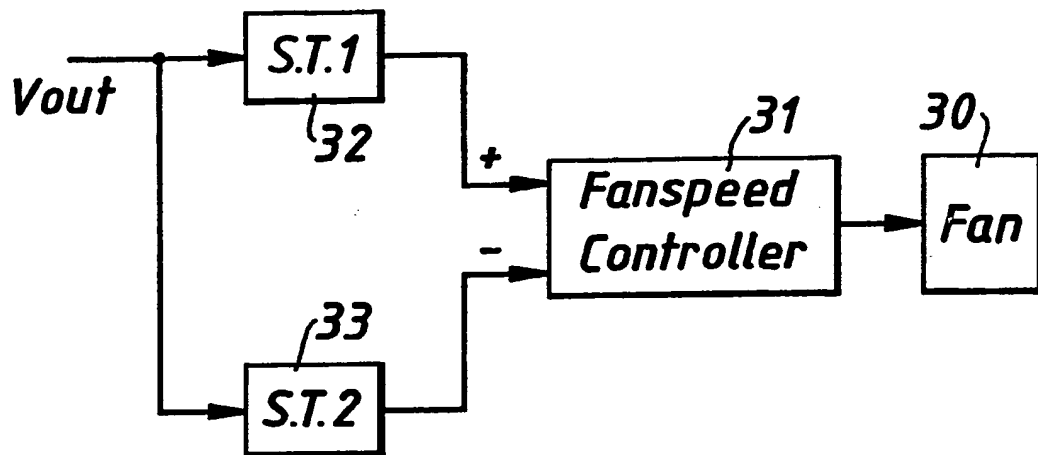 S.T.1
Vout
32
+
31
30
Fanspeed
Controller
Fan
-
33
S.T.2